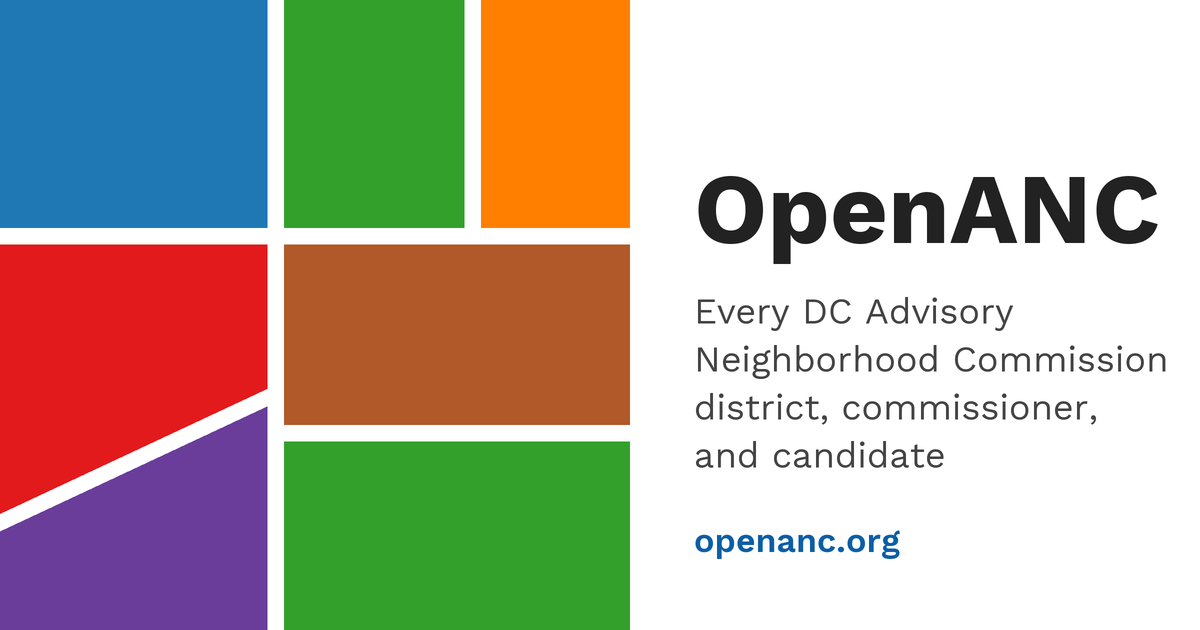 OpenANC
Every DC Advisory
Neighborhood Commission
district, commissioner,
and candidate
openanc.org